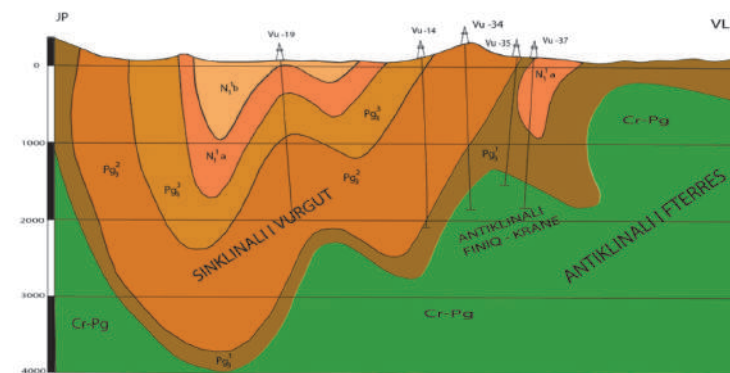 JP
VL
Vu -19
Vu -14
Vu -34
Vu -35
Vu -37
0
1000
2000
3000
4000
N₁¹b
N₁¹a
N₁¹a
Pg₃³
Pg₃³
Pg₃²
Pg₃²
Pg₃¹
Pg₃¹
Cr-Pg
Cr-Pg
Cr-Pg
SINKLINALI I VURGUT
ANTIKLINALI
FINIQ - KRANE
ANTIKLINALI I FTERRES